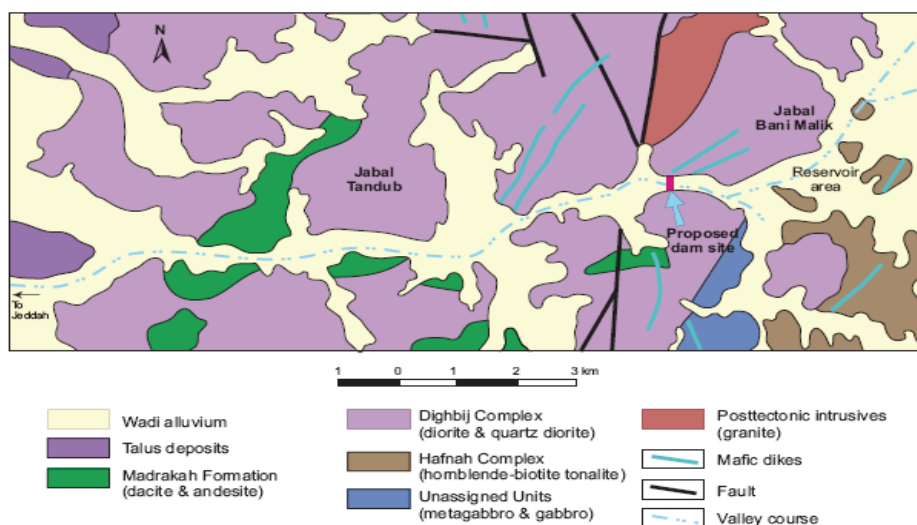 N
Jabal
Bani Malik
Jabal
Tandub
Reservoir
area
Proposed
dam site
To
Jeddah
1 0 1 2 3 km
Wadi alluvium
Talus deposits
Madrakah Formation
(dacite & andesite)
Dighbij Complex
(diorite & quartz diorite)
Hafnah Complex
(homblende-biotite tonalite)
Unassigned Units
(metagabbro & gabbro)
Posttectonic intrusives
(granite)
Mafic dikes
Fault
Valley course